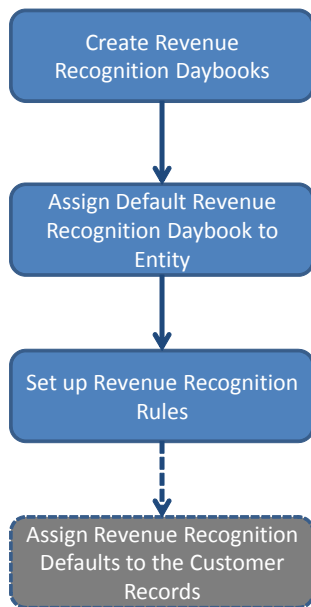 Create Revenue
Recognition Daybooks
Assign Default Revenue
Recognition Daybook to
Entity
Set up Revenue Recognition
Rules
Assign Revenue Recognition
Defaults to the Customer
Records